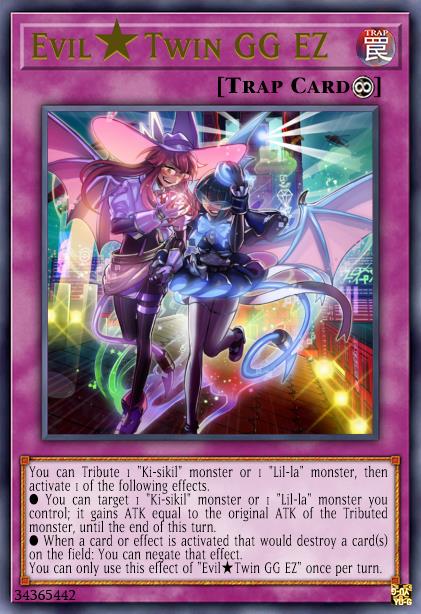 Evil★Twin GG EZ
TRAP
罠
[Trap Card♾]
You can Tribute 1 "Ki-sikil" monster or 1 "Lil-la" monster, then
activate 1 of the following effects.
● You can target 1 "Ki-sikil" monster or 1 "Lil-la" monster you
control; it gains ATK equal to the original ATK of the Tributed
monster, until the end of this turn.
● When a card or effect is activated that would destroy a card(s)
on the field: You can negate that effect.
You can only use this effect of "Evil★Twin GG EZ" once per turn.
34365442